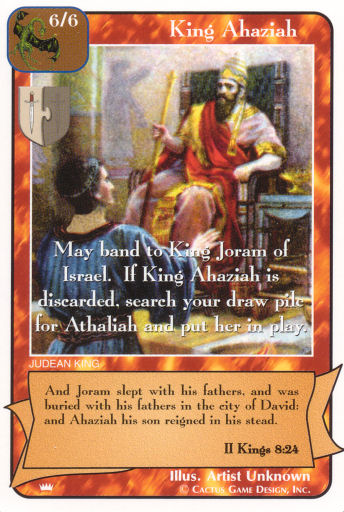 6/6
King Ahaziah
May band to King Joram of
Israel. If King Ahaziah is
discarded, search your draw pile
for Athaliah and put her in play.
JUDEAN KING
And Joram slept with his fathers, and was
buried with his fathers in the city of David:
and Ahaziah his son reigned in his stead.
II Kings 8:24
Illus. Artist Unknown
© CACTUS GAME DESIGN, INC.